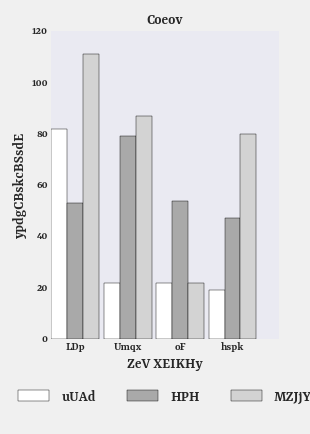 Coeov
120
100
80
60
40
20
0
ypdgCBskcBSsdE
LDp Umqx oF hspk
ZeV XEIKHy
uUAd HPH MZJjY